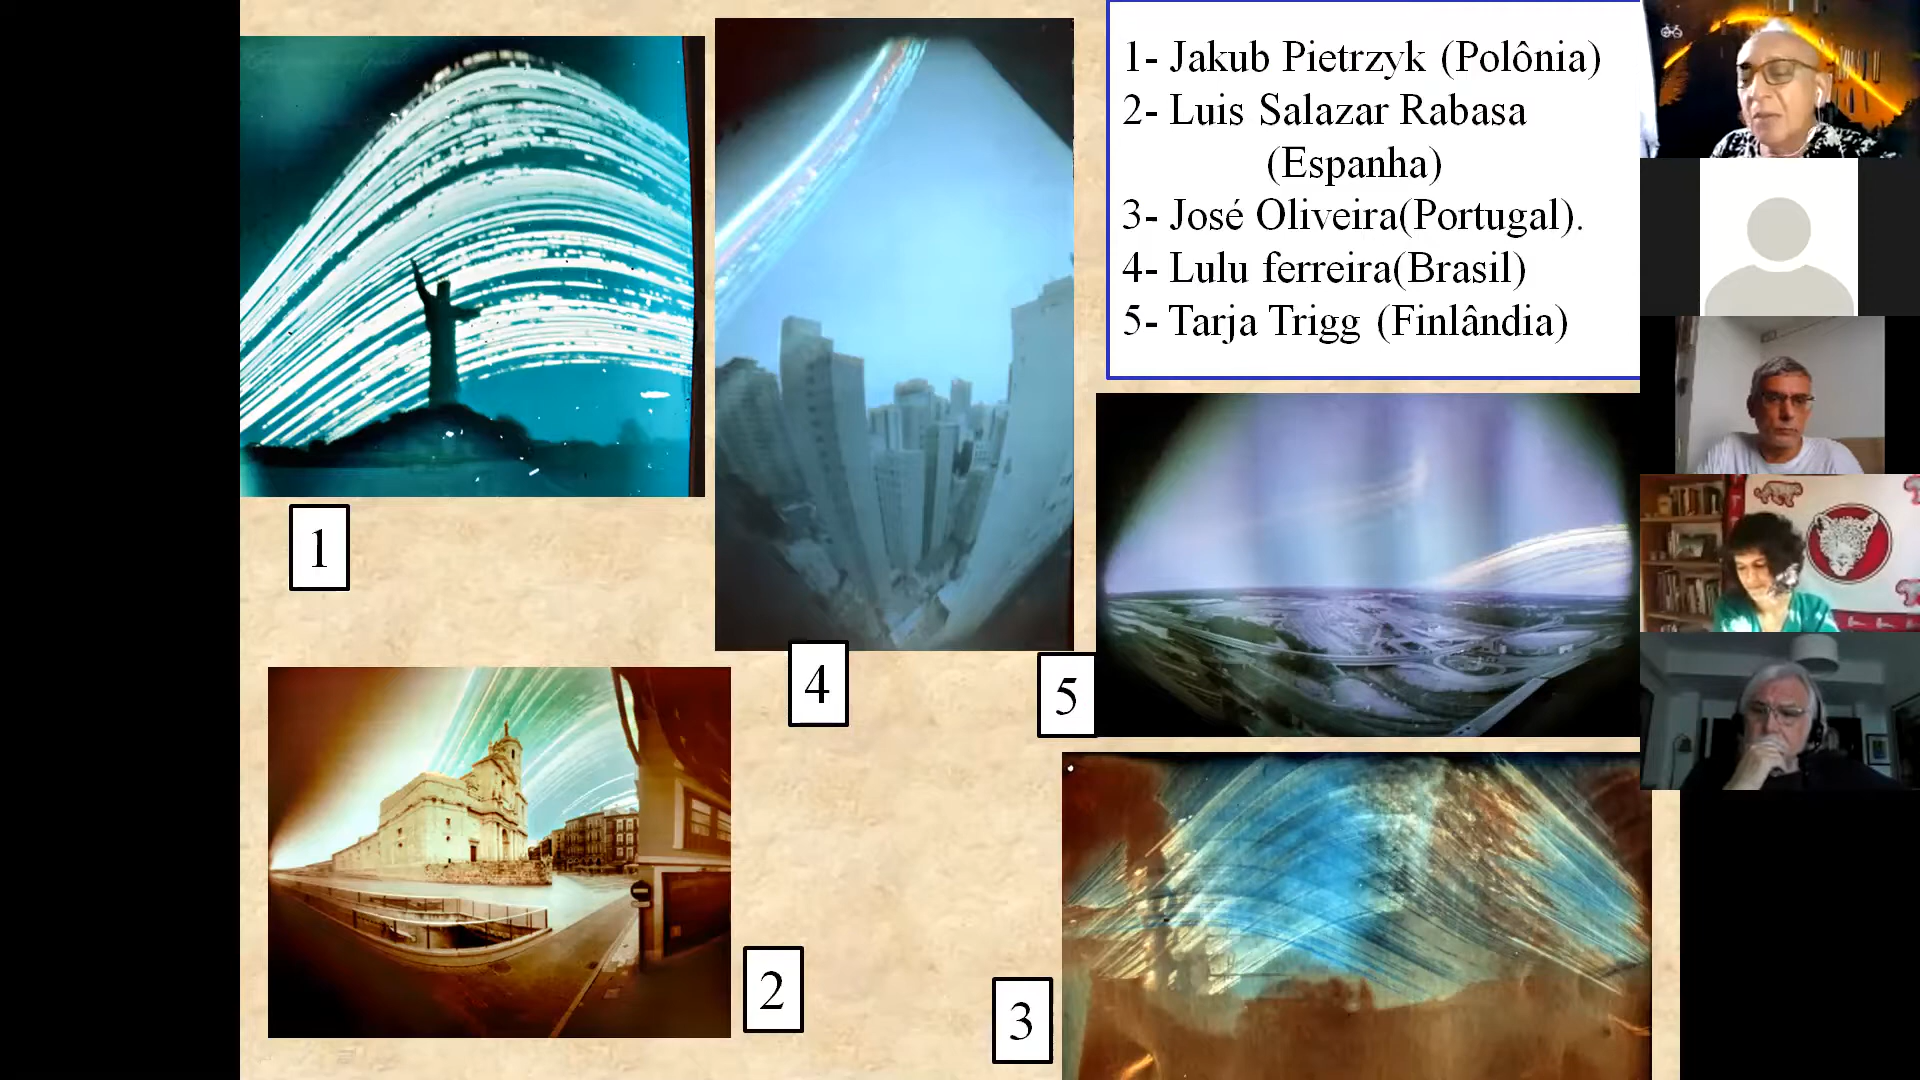 1- Jakub Pietrzyk (Polônia)
2- Luis Salazar Rabasa
(Espanha)
3- José Oliveira(Portugal).
4- Lulu ferreira(Brasil)
5- Tarja Trigg (Finlândia)
1
4
5
2
3